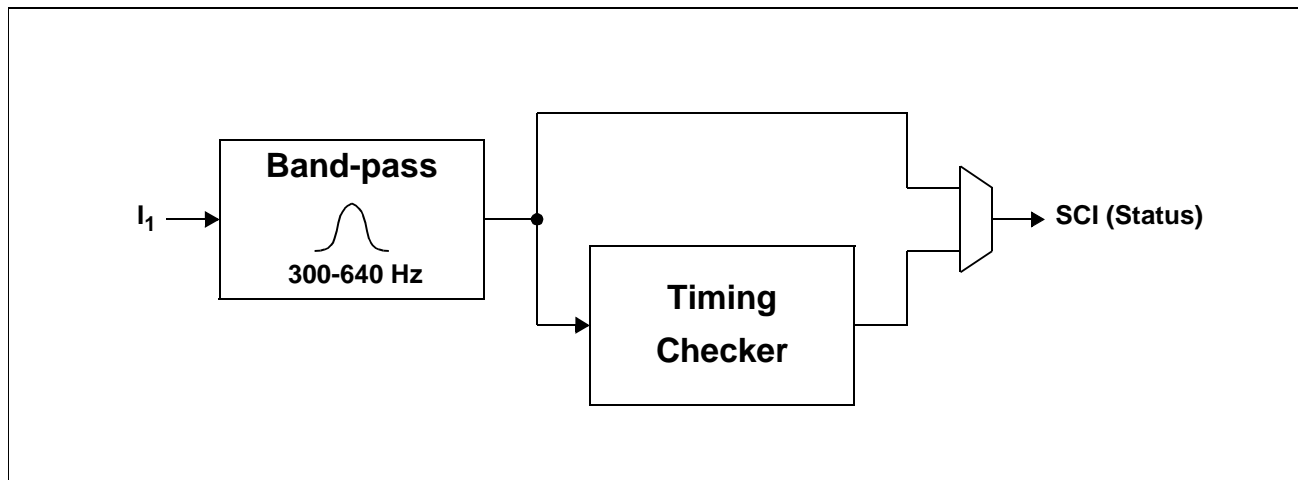 Band-pass
I1
300-640 Hz
SCI (Status)
Timing
Checker